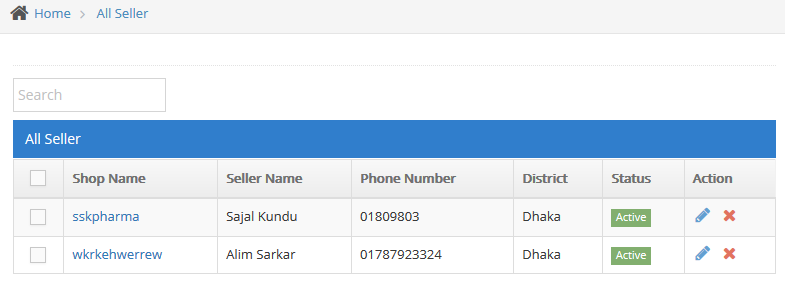 Home > All Seller
Search
All Seller
Shop Name Seller Name Phone Number District Status Action
sskpharma Sajal Kundu 01809803 Dhaka Active
wkrkehwerrew Alim Sarkar 01787923324 Dhaka Active